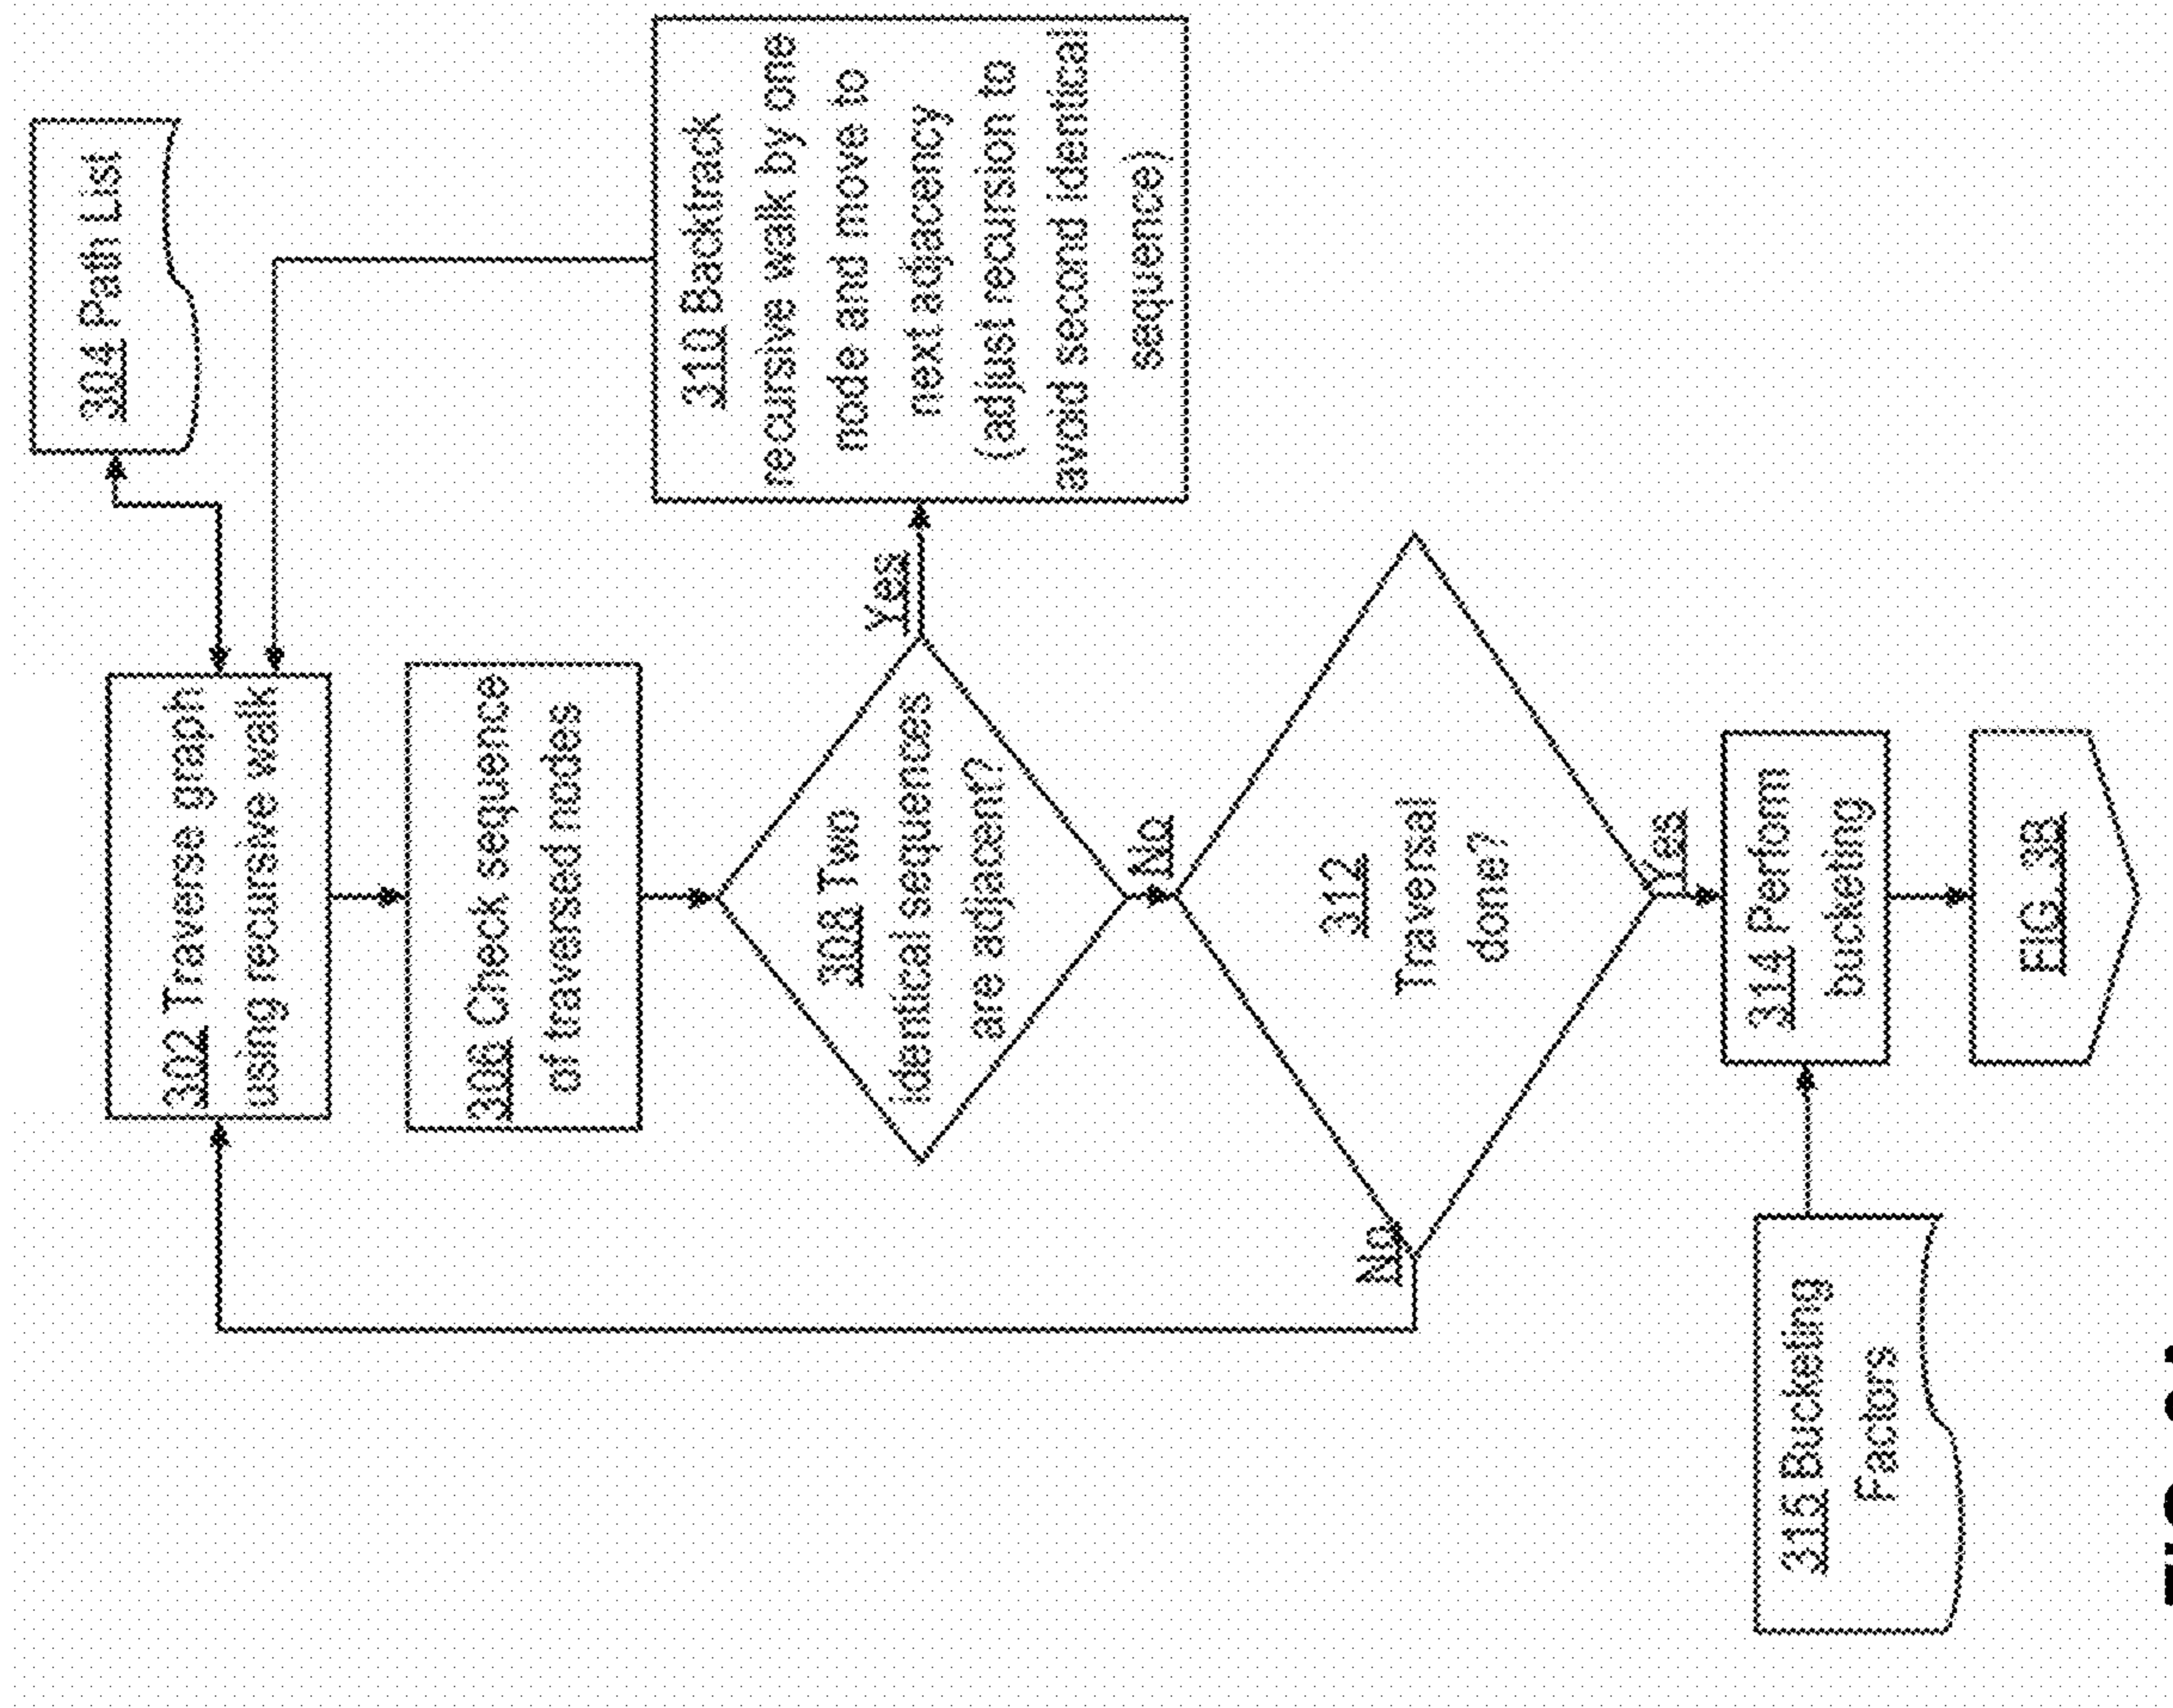 304 Path List
302 Traverse graph
using recursive walk
306 Check sequence
of traversed nodes
308 Two
identical sequences
are adjacent?
Yes
310 Backtrack
recursive walk by one
node and move to
next adjacency
(adjust recursion to
avoid second identical
sequence)
No
312
Traversal
done?
No
Yes
315 Bucketing
Factors
314 Perfom
bucketing
FIG. 3B